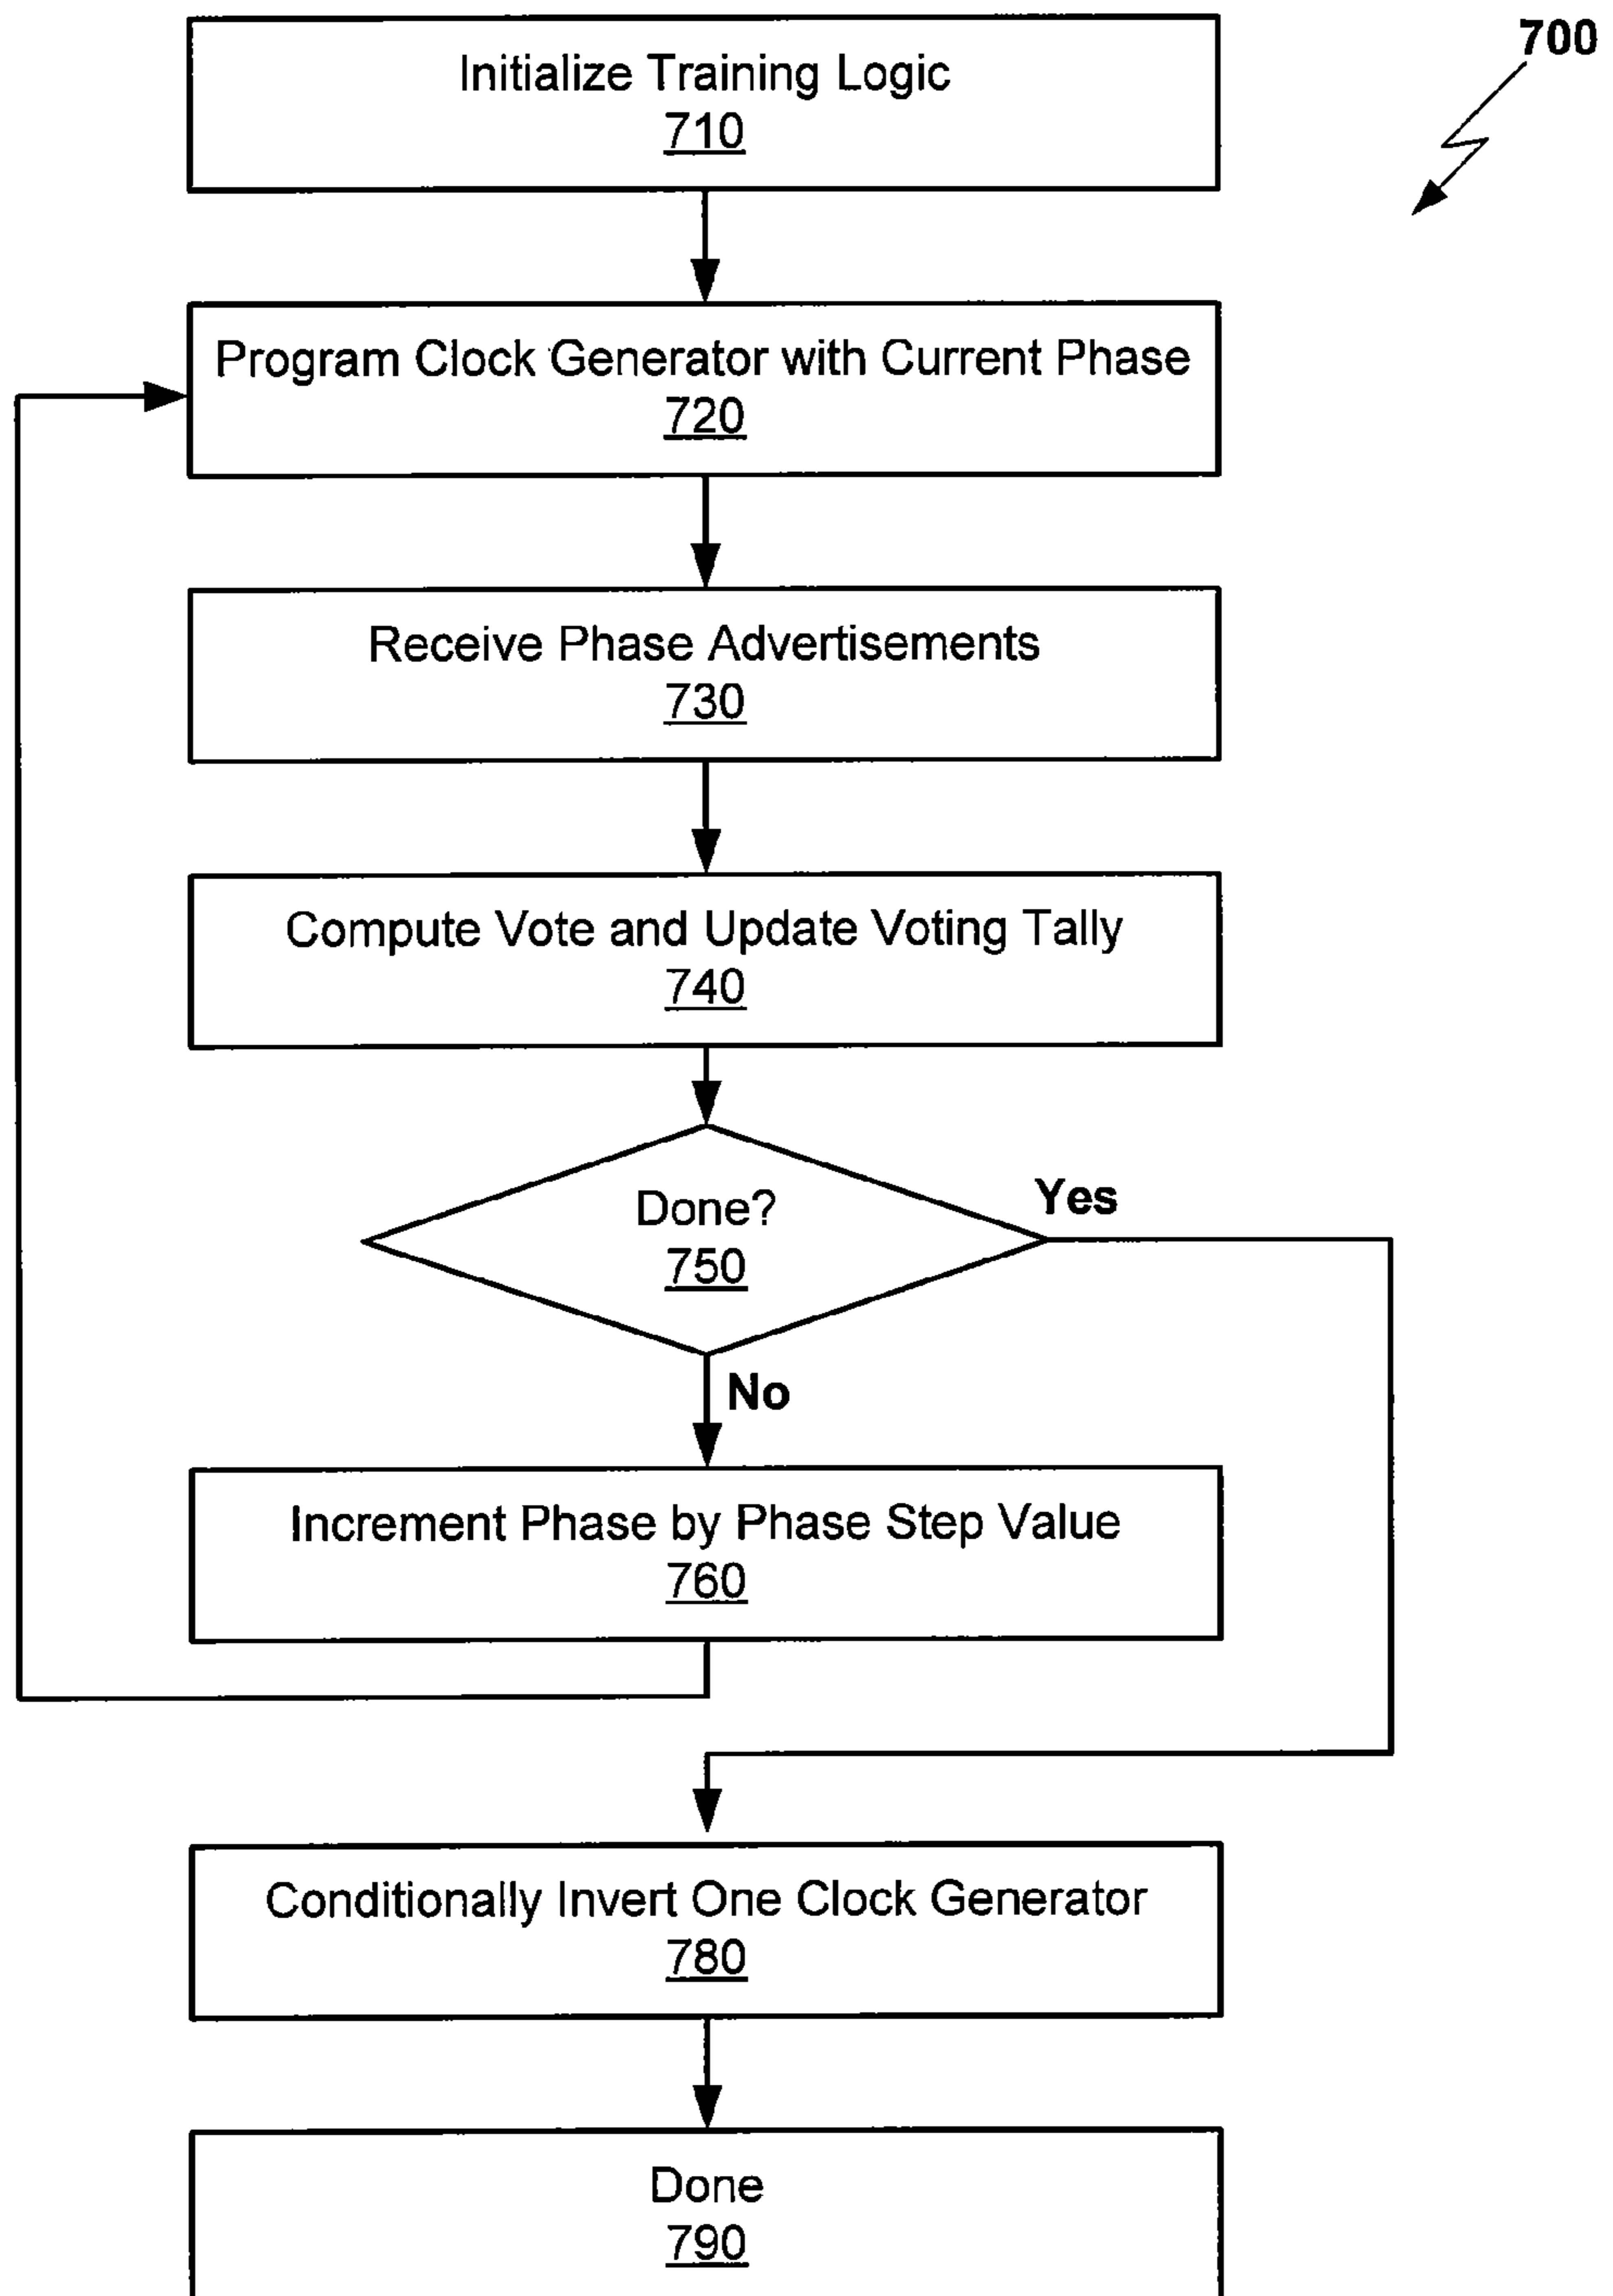 700
Initialize Training Logic
710
Program Clock Generator with Current Phase
720
Receive Phase Advertisements
730
Compute Vote and Update Voting Tally
740
Done?
750
Yes
No
Increment Phase by Phase Step Value
760
Conditionally Invert One Clock Generator
780
Done
790